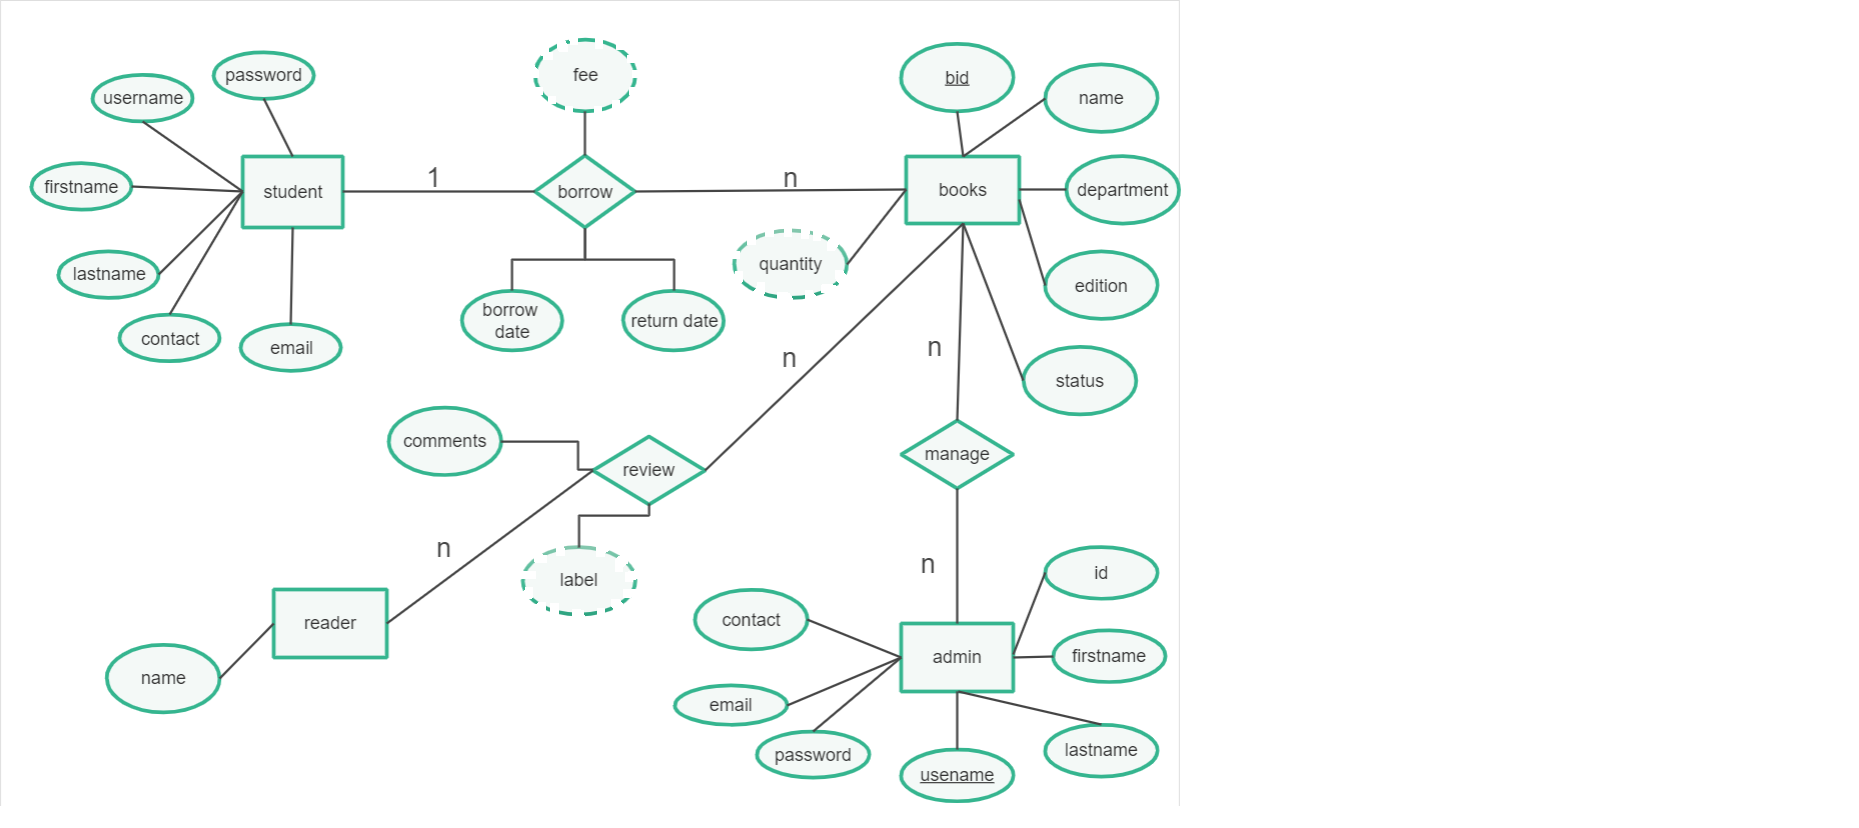 fee
bid
name
password
username
student
1
borrow
n
books
department
firstname
quantity
lastname
edition
borrow
date
return date
contact
email
n
n
status
comments
review
manage
n
n
label
id
reader
contact
admin
firstname
name
email
password
usename
lastname